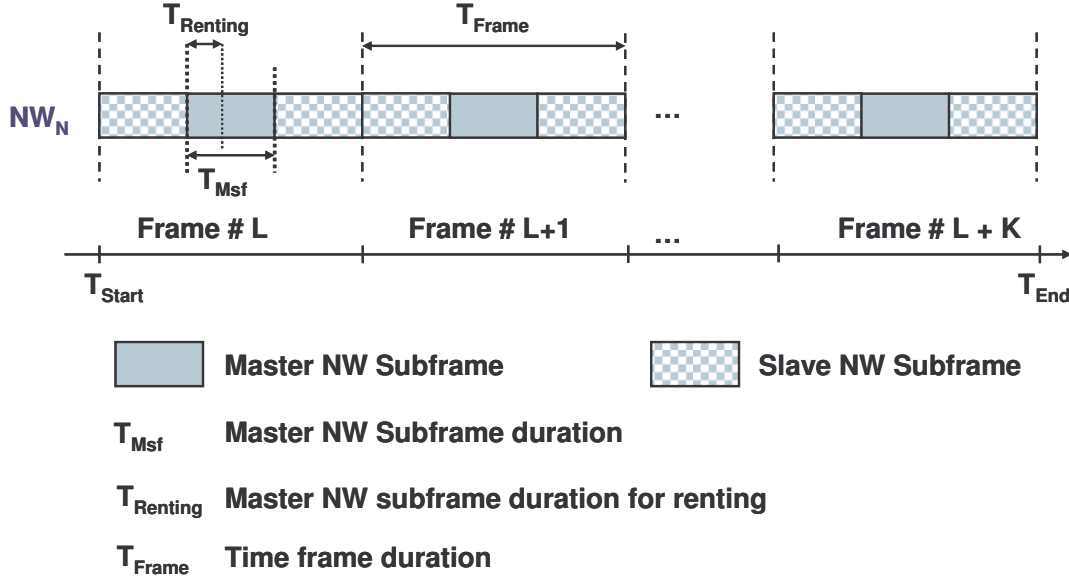 T_Renting
T_Frame
NW_N
...
T_Msf
Frame # L
Frame # L+1
...
Frame # L + K
T_Start
T_End
Master NW Subframe
Slave NW Subframe
T_Msf Master NW Subframe duration
T_Renting Master NW subframe duration for renting
T_Frame Time frame duration